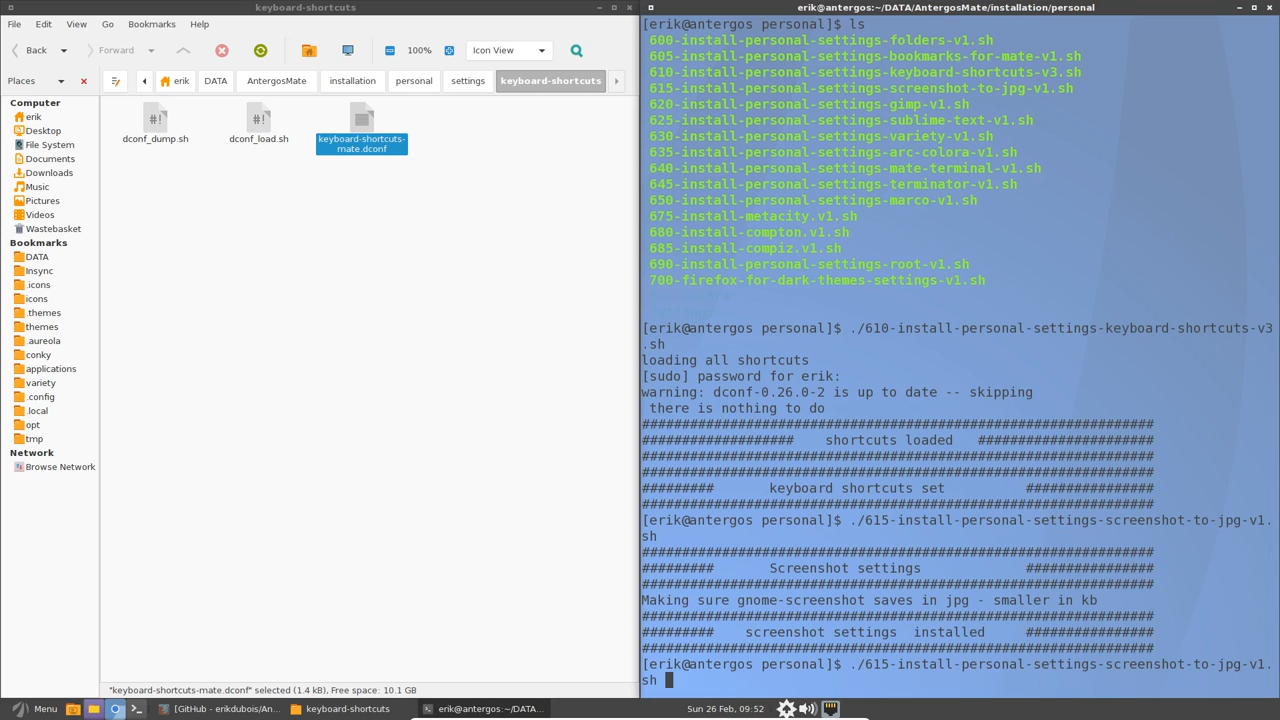 keyboard-shortcuts
File Edit View Go Bookmarks Help
Back Forward 100% Icon View
Places erik DATA AntergosMate installation personal settings keyboard-shortcuts
Computer
erik
Desktop
File System
Documents
Downloads
Music
Pictures
Videos
Wastebasket
Bookmarks
DATA
Insync
.icons
icons
.themes
themes
.aureola
conky
applications
variety
.config
.local
opt
tmp
Network
Browse Network
dconf_dump.sh
dconf_load.sh
keyboard-shortcuts-
mate.dconf
"keyboard-shortcuts-mate.dconf" selected (1.4 kB), Free space: 10.1 GB
erik@antergos:~/DATA/AntergosMate/installation/personal
[erik@antergos personal]$ ls
600-install-personal-settings-folders-v1.sh
605-install-personal-settings-bookmarks-for-mate-v1.sh
610-install-personal-settings-keyboard-shortcuts-v3.sh
615-install-personal-settings-screenshot-to-jpg-v1.sh
620-install-personal-settings-gimp-v1.sh
625-install-personal-settings-sublime-text-v1.sh
630-install-personal-settings-variety-v1.sh
635-install-personal-settings-arc-colora-v1.sh
640-install-personal-settings-mate-terminal-v1.sh
645-install-personal-settings-terminator-v1.sh
650-install-personal-settings-marco-v1.sh
675-install-metacity.v1.sh
680-install-compton.v1.sh
685-install-compiz.v1.sh
690-install-personal-settings-root-v1.sh
700-firefox-for-dark-themes-settings-v1.sh
[erik@antergos personal]$ ./610-install-personal-settings-keyboard-shortcuts-v3
.sh
loading all shortcuts
[sudo] password for erik:
warning: dconf-0.26.0-2 is up to date -- skipping
there is nothing to do
################################################################
################### shortcuts loaded ######################
################################################################
################################################################
######### keyboard shortcuts set ################
################################################################
[erik@antergos personal]$ ./615-install-personal-settings-screenshot-to-jpg-v1.
sh
################################################################
######### Screenshot settings ################
################################################################
Making sure gnome-screenshot saves in jpg - smaller in kb
################################################################
######### screenshot settings installed ################
################################################################
[erik@antergos personal]$ ./615-install-personal-settings-screenshot-to-jpg-v1.
sh
Menu [GitHub - erikdubois/An... keyboard-shortcuts erik@antergos:~/DATA... Sun 26 Feb, 09:52